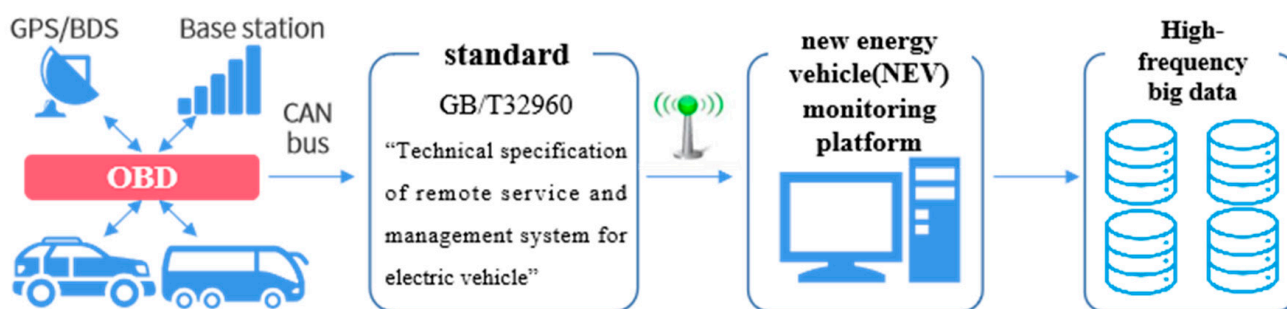 GPS/BDS
Base station
CAN
bus
OBD
standard
GB/T32960
“Technical specification
of remote service and
management system for
electric vehicle”
new energy
vehicle(NEV)
monitoring
platform
High-
frequency
big data